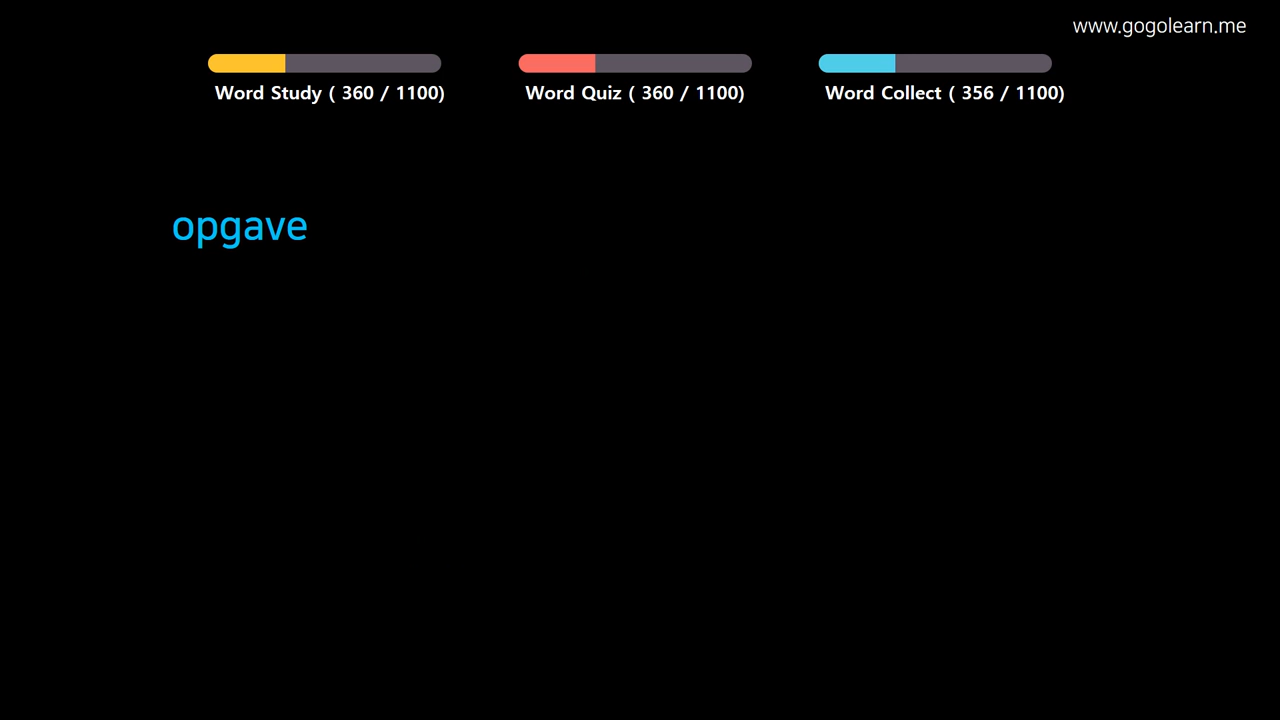 www.gogolearn.me
Word Study ( 360 / 1100)
Word Quiz ( 360 / 1100)
Word Collect ( 356 / 1100)
opgave